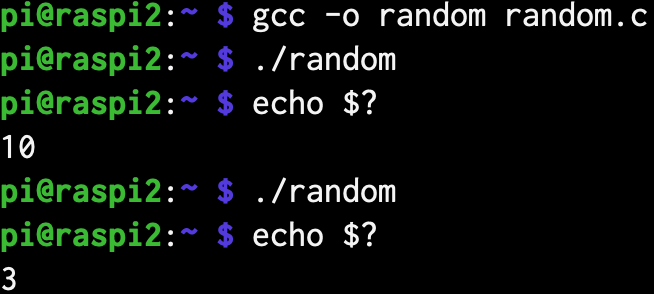 pi@raspi2:~ $ gcc -o random random.c
pi@raspi2:~ $ ./random
pi@raspi2:~ $ echo $?
10
pi@raspi2:~ $ ./random
pi@raspi2:~ $ echo $?
3